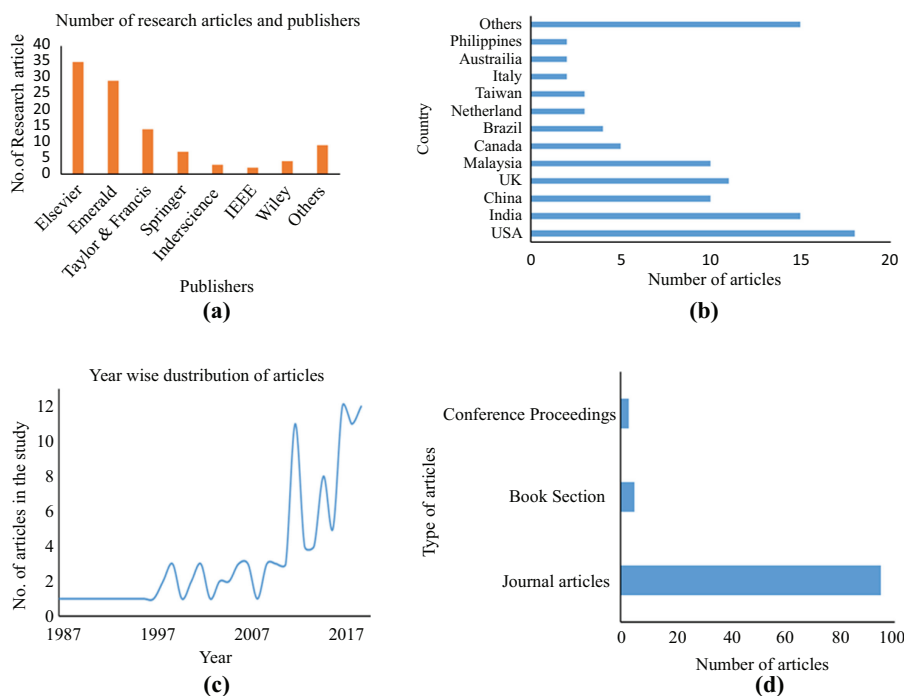 Number of research articles and publishers
No.of Research article
40
35
30
25
20
15
10
5
0
Elsevier
Emerald
Taylor & Francis
Springer
Inderscience
IEEE
Wiley
Others
Publishers
(a)
Country
Others
Philippines
Austrailia
Italy
Taiwan
Netherland
Brazil
Canada
Malaysia
UK
China
India
USA
0 5 10 15 20
Number of articles
(b)
Year wise dustribution of articles
No. of articles in the study
12
10
8
6
4
2
0
1987 1997 2007 2017
Year
(c)
Type of articles
Conference Proceedings
Book Section
Journal articles
0 20 40 60 80 100
Number of articles
(d)